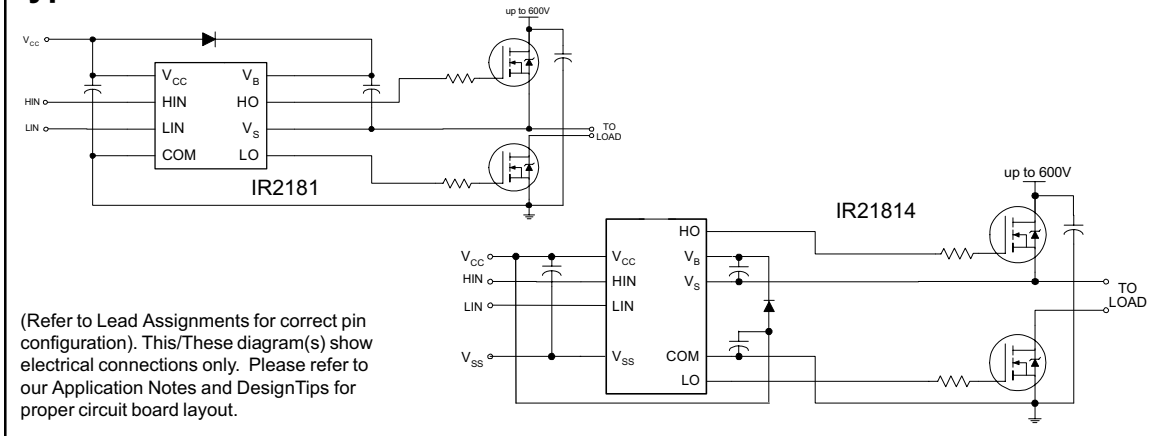 up to 600V
VCC
VCC
VB
HIN
HIN
HO
LIN
LIN
VS
TO
LOAD
COM
LO
IR2181
up to 600V
IR21814
HO
VCC
VCC
VB
HIN
HIN
VS
LIN
LIN
TO
LOAD
VSS
VSS
COM
LO
(Refer to Lead Assignments for correct pin
configuration). This/These diagram(s) show
electrical connections only. Please refer to
our Application Notes and DesignTips for
proper circuit board layout.